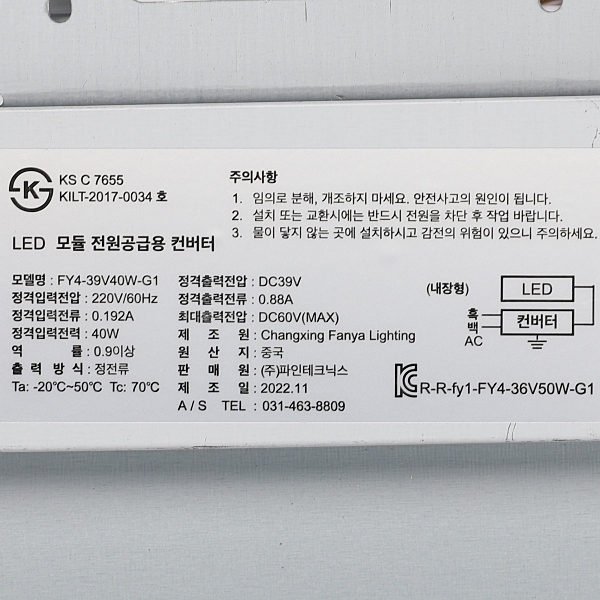 KS C 7655
KILT-2017-0034 호
LED 모듈 전원공급용 컨버터
주의사항
1. 임의로 분해, 개조하지 마세요. 안전사고의 원인이 됩니다.
2. 설치 또는 교환시에는 반드시 전원을 차단 후 작업 바랍니다.
3. 물이 닿지 않는 곳에 설치하시고 감전의 위험이 있으니 주의하세요.
모델명 : FY4-39V40W-G1
정격입력전압 : 220V/60Hz
정격입력전류 : 0.192A
정격입력전력 : 40W
역 률 : 0.9이상
출 력 방 식 : 정전류
Ta: -20℃~50℃ Tc: 70℃
정격출력전압 : DC39V
정격출력전류 : 0.88A
최대출력전압 : DC60V(MAX)
제 조 원 : Changxing Fanya Lighting
원 산 지 : 중국
판 매 원 : (주)파인테크닉스
제 조 일 : 2022.11
A / S TEL : 031-463-8809
(내장형)
LED
흑
백
AC
컨버터
R-R-fy1-FY4-36V50W-G1